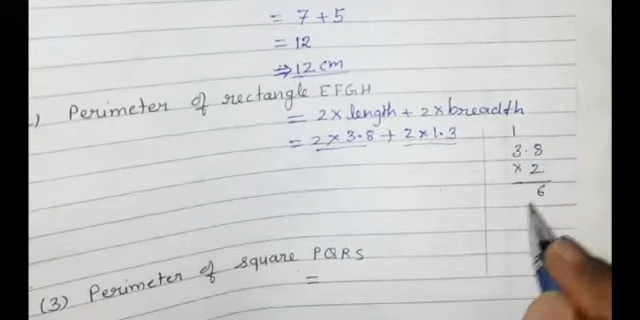 = 7 + 5
= 12
⇒ 12 cm
) Perimeter of rectangle EFGH
= 2 × length + 2 × breadth
= 2 × 3.8 + 2 × 1.3
1
3.8
× 2
6
(3) Perimeter of square PQRS
=